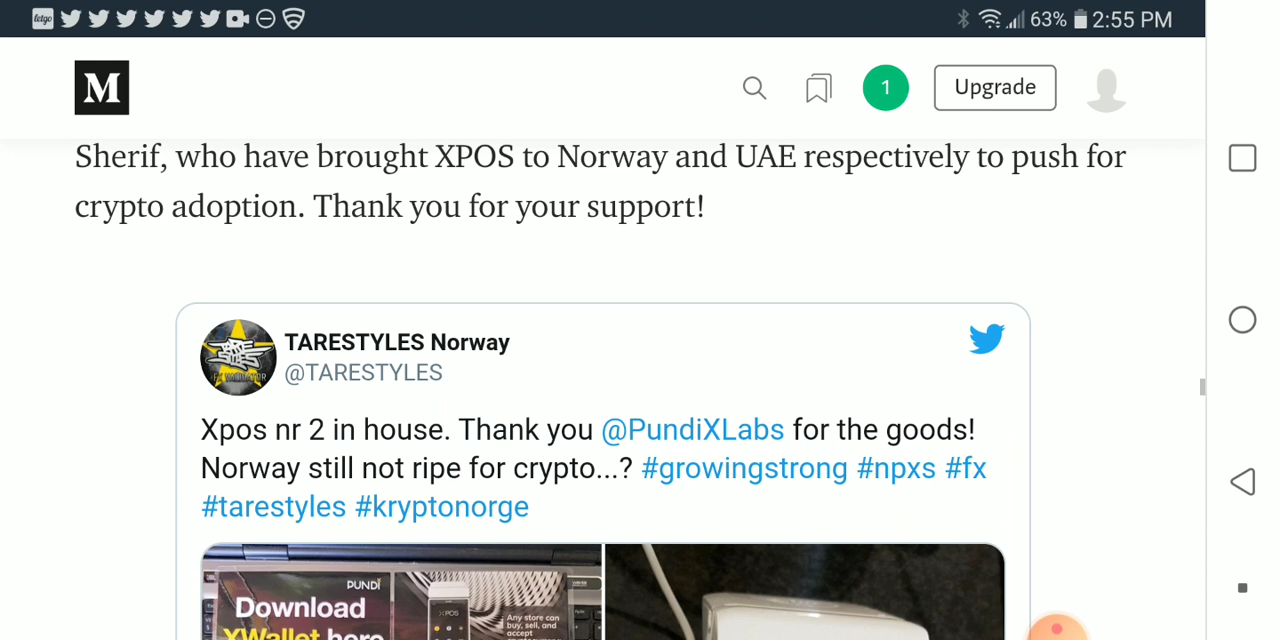 letgo
63% 2:55 PM
M
1
Upgrade
Sherif, who have brought XPOS to Norway and UAE respectively to push for
crypto adoption. Thank you for your support!
TARESTYLES Norway
@TARESTYLES
Xpos nr 2 in house. Thank you @PundiXLabs for the goods!
Norway still not ripe for crypto...? #growingstrong #npxs #fx
#tarestyles #kryptonorge
PUNDI
Download
XWallet here
XPOS
Any store can
buy, sell, and
accept